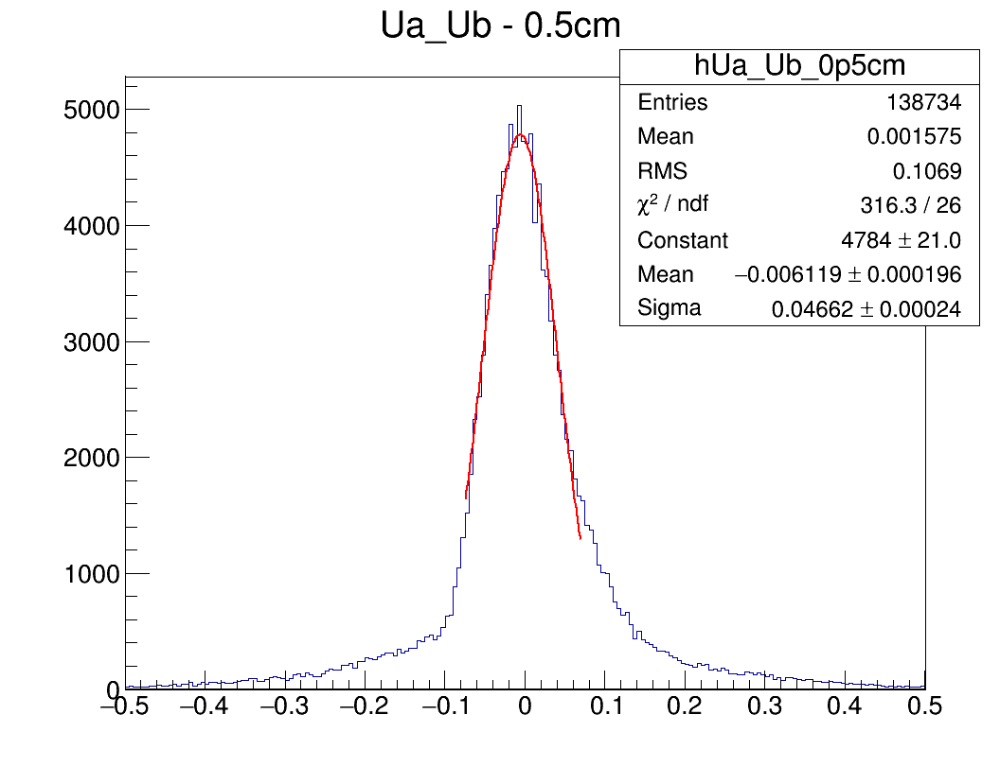 Ua_Ub - 0.5cm
hUa_Ub_0p5cm
Entries 138734
Mean 0.001575
RMS 0.1069
χ² / ndf 316.3 / 26
Constant 4784 ± 21.0
Mean −0.006119 ± 0.000196
Sigma 0.04662 ± 0.00024
5000
4000
3000
2000
1000
0
−0.5 −0.4 −0.3 −0.2 −0.1 0 0.1 0.2 0.3 0.4 0.5